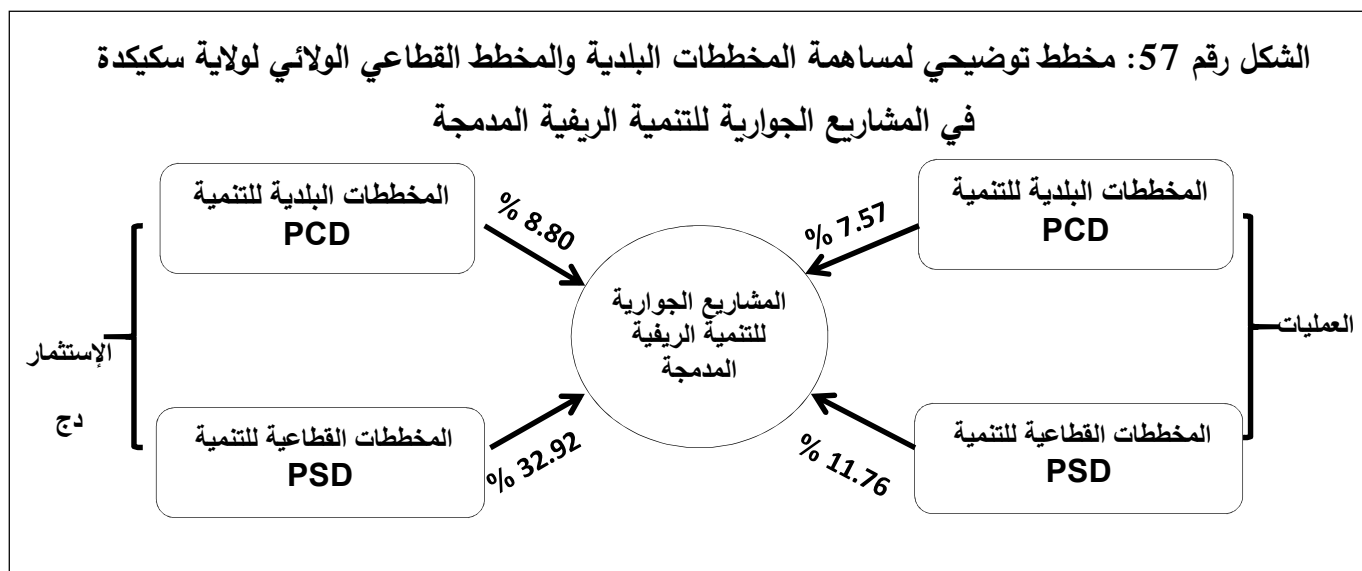 الشكل رقم 57: مخطط توضيحي لمساهمة المخططات البلدية والمخطط القطاعي الولائي لولاية سكيكدة
في المشاريع الجوارية للتنمية الريفية المدمجة
المخططات البلدية للتنمية
PCD
% 7.57
العمليات
المخططات القطاعية للتنمية
PSD
% 11.76
المشاريع الجوارية
للتنمية الريفية
المدمجة
المخططات البلدية للتنمية
PCD
% 8.80
الإستثمار
دج
المخططات القطاعية للتنمية
PSD
% 32.92